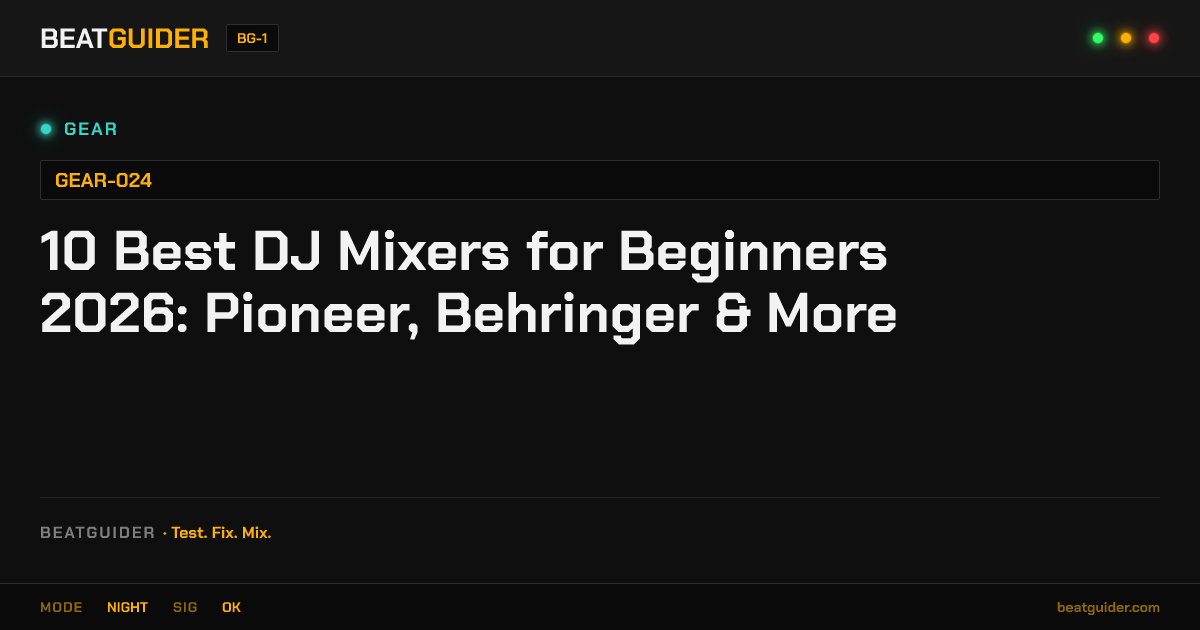 BEATGUIDER BG-1
GEAR
GEAR-024
10 Best DJ Mixers for Beginners
2026: Pioneer, Behringer & More
BEATGUIDER · Test. Fix. Mix.
MODE NIGHT SIG OK beatguider.com